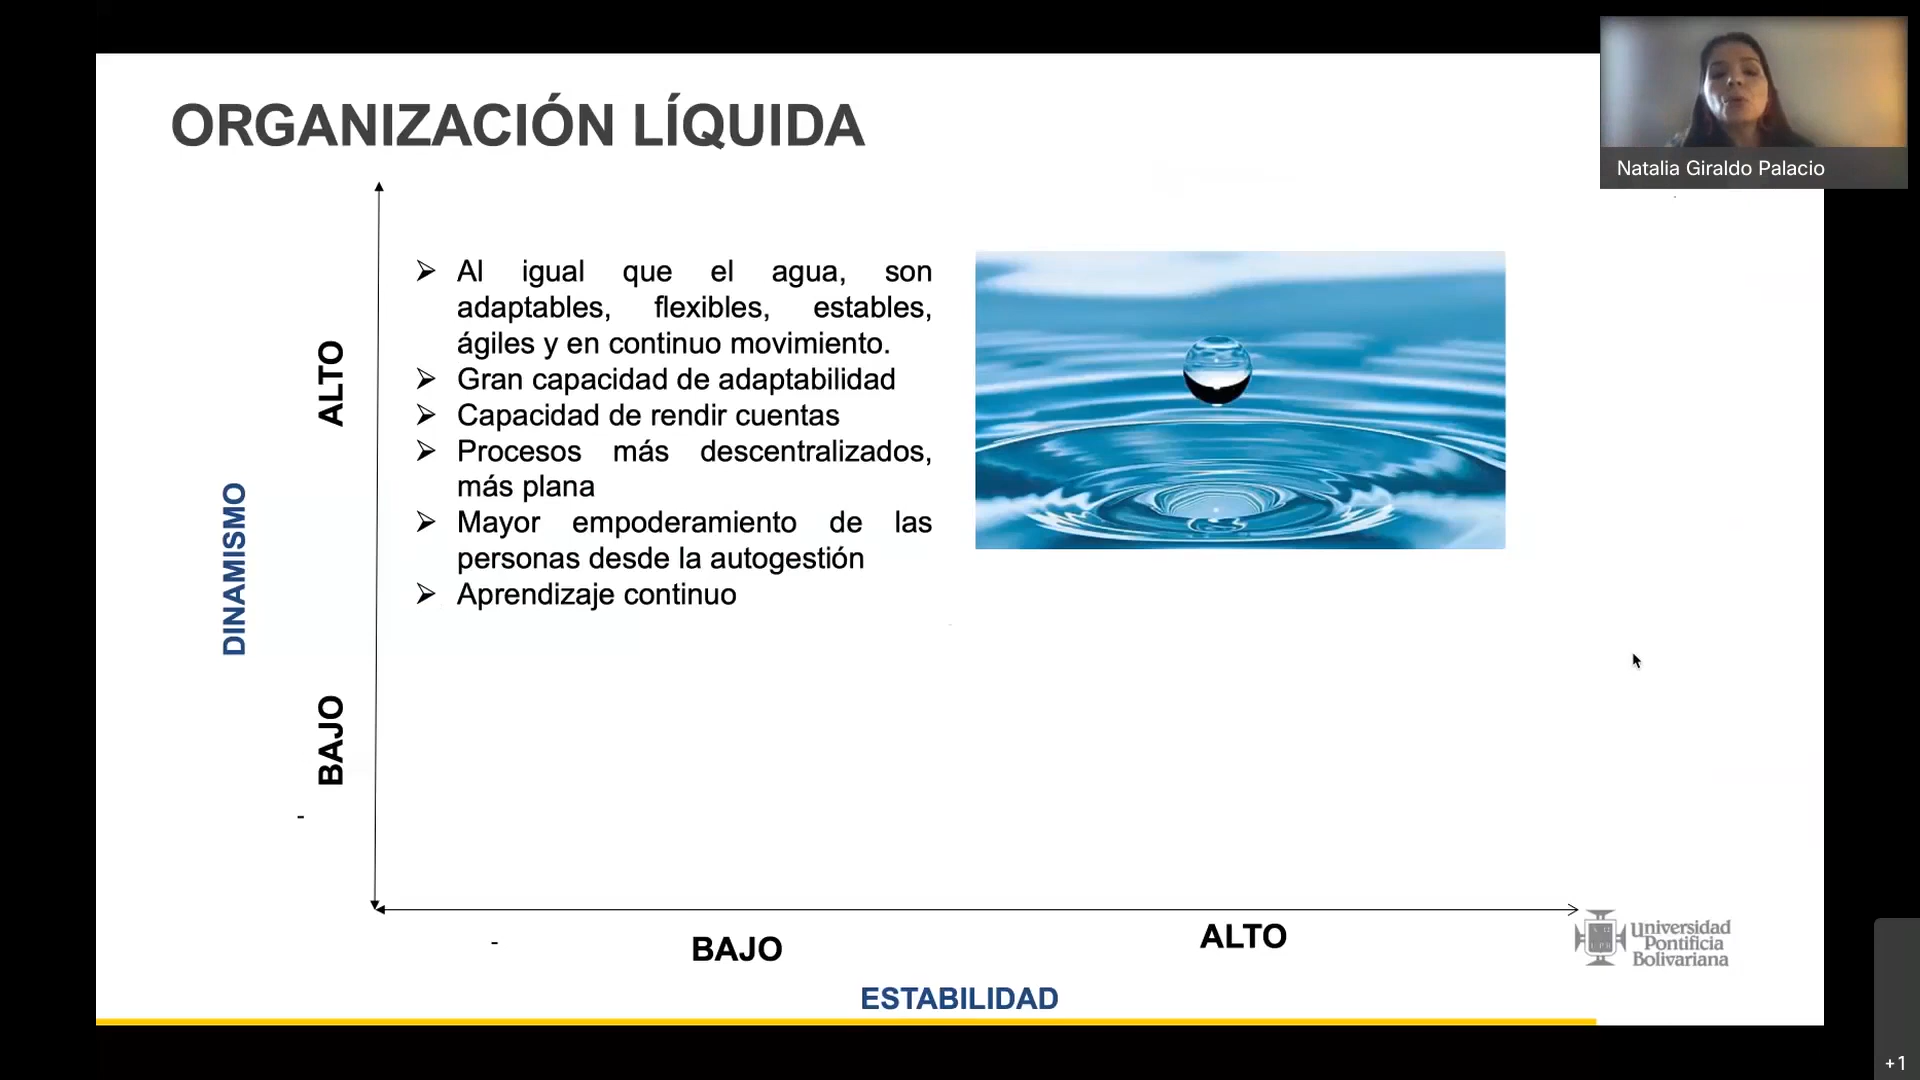 ORGANIZACIÓN LÍQUIDA
Natalia Giraldo Palacio
➢ Al igual que el agua, son
adaptables, flexibles, estables,
ágiles y en continuo movimiento.
➢ Gran capacidad de adaptabilidad
➢ Capacidad de rendir cuentas
➢ Procesos más descentralizados,
más plana
➢ Mayor empoderamiento de las
personas desde la autogestión
➢ Aprendizaje continuo
ALTO
DINAMISMO
BAJO
-
-
BAJO
ALTO
ESTABILIDAD
Universidad
Pontificia
Bolivariana
+1